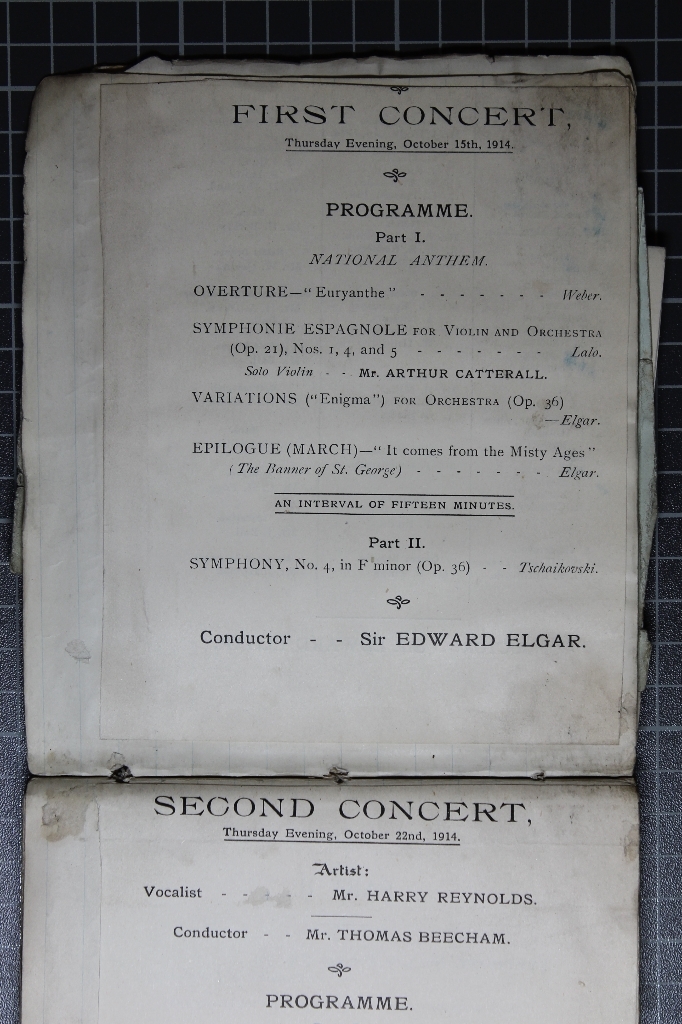 FIRST CONCERT,
Thursday Evening, October 15th, 1914.
PROGRAMME.
Part I.
NATIONAL ANTHEM.
OVERTURE—"Euryanthe" - - - - - - - Weber.
SYMPHONIE ESPAGNOLE FOR VIOLIN AND ORCHESTRA
(Op. 21), Nos. 1, 4, and 5 - - - - - - - Lalo.
Solo Violin - - Mr. ARTHUR CATTERALL.
VARIATIONS ("Enigma") FOR ORCHESTRA (Op. 36)
—Elgar.
EPILOGUE (MARCH)—"It comes from the Misty Ages"
(The Banner of St. George) - - - - - - - Elgar.
AN INTERVAL OF FIFTEEN MINUTES.
Part II.
SYMPHONY, No. 4, in F minor (Op. 36) - - Tschaikovski.
Conductor - - Sir EDWARD ELGAR.
SECOND CONCERT,
Thursday Evening, October 22nd, 1914.
Artist:
Vocalist - - - - Mr. HARRY REYNOLDS.
Conductor - - Mr. THOMAS BEECHAM.
PROGRAMME.